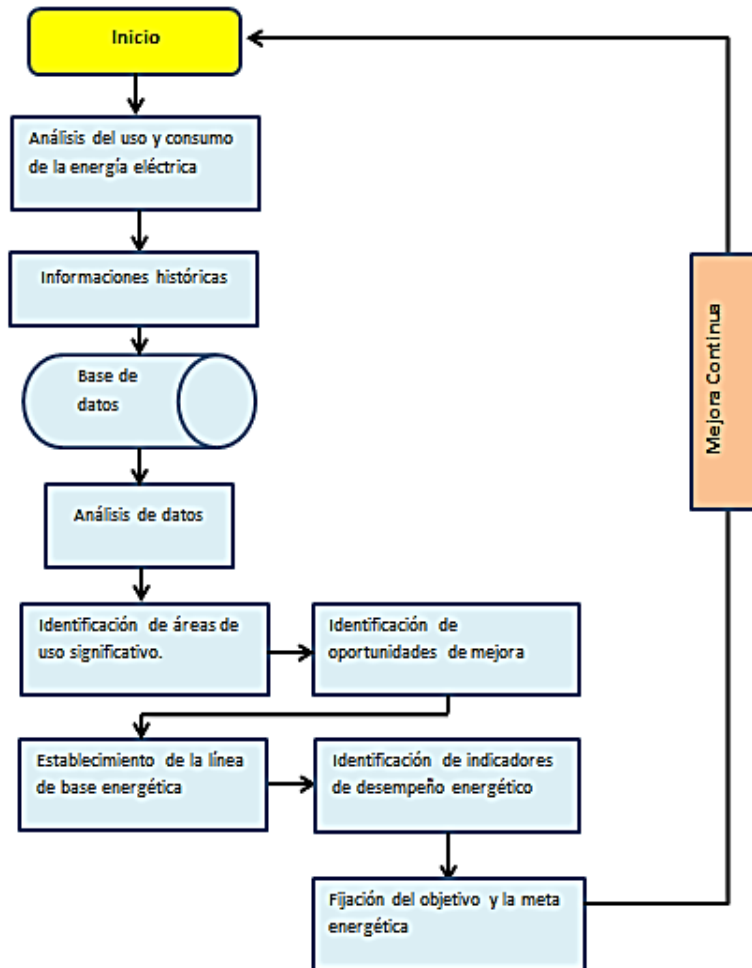 Inicio
Análisis del uso y consumo
de la energía eléctrica
Informaciones históricas
Base de
datos
Análisis de datos
Identificación de áreas de
uso significativo.
Identificación de
oportunidades de mejora
Establecimiento de la línea
de base energética
Identificación de indicadores
de desempeño energético
Fijación del objetivo y la meta
energética
Mejora Continua